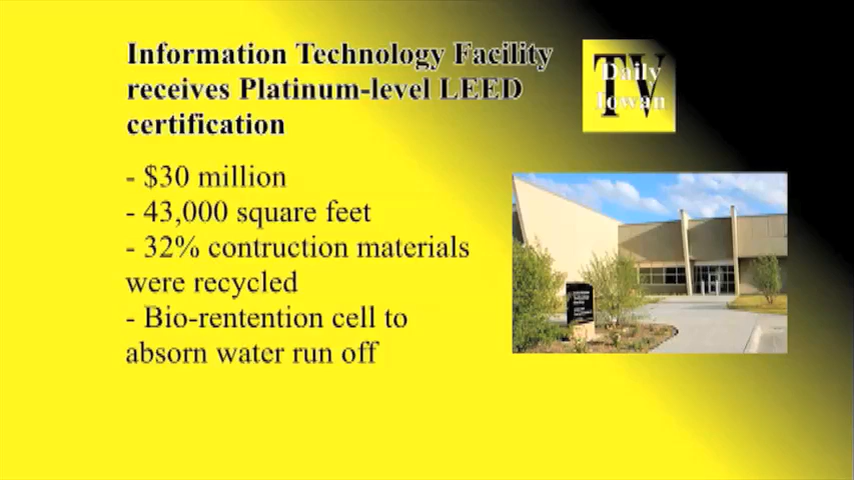 Information Technology Facility
receives Platinum-level LEED
certification
TV
Daily
Iowan
- $30 million
- 43,000 square feet
- 32% contruction materials
were recycled
- Bio-rentention cell to
absorn water run off